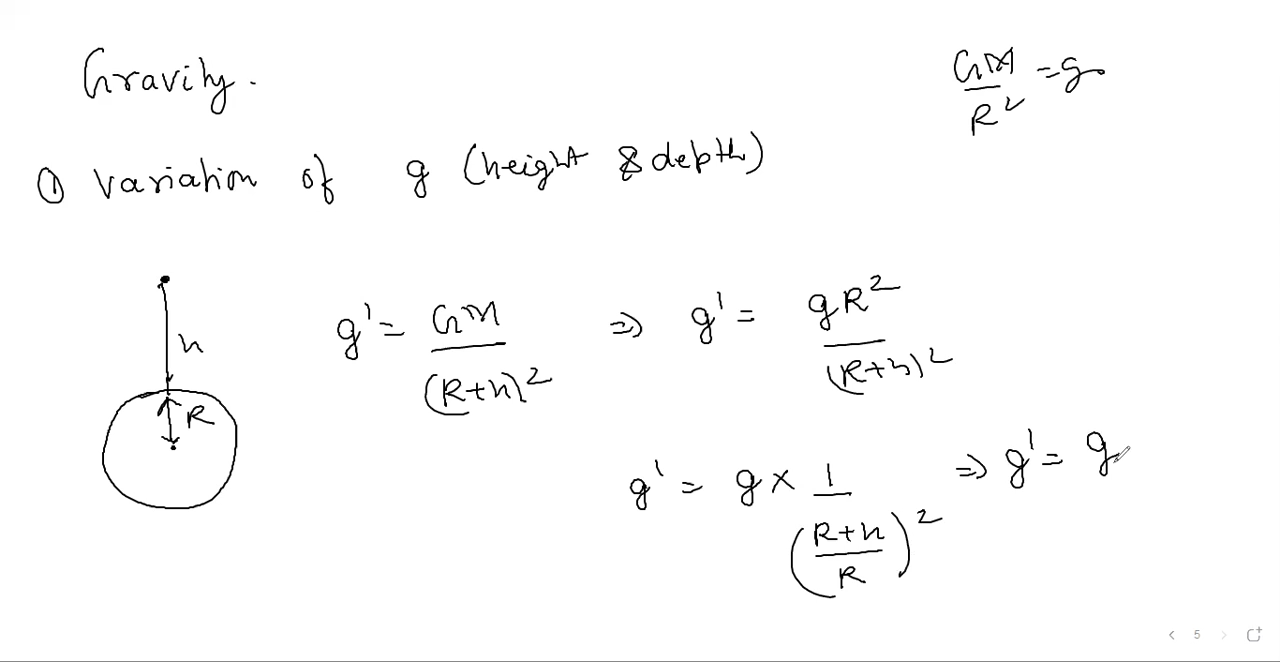 Gravity.
GM/R² = g
① Variation of g (height & depth)
h
R
g' = GM/(R+h)² ⇒ g' = gR²/(R+h)²
g' = g × 1/((R+h)/R)² ⇒ g' = g
5